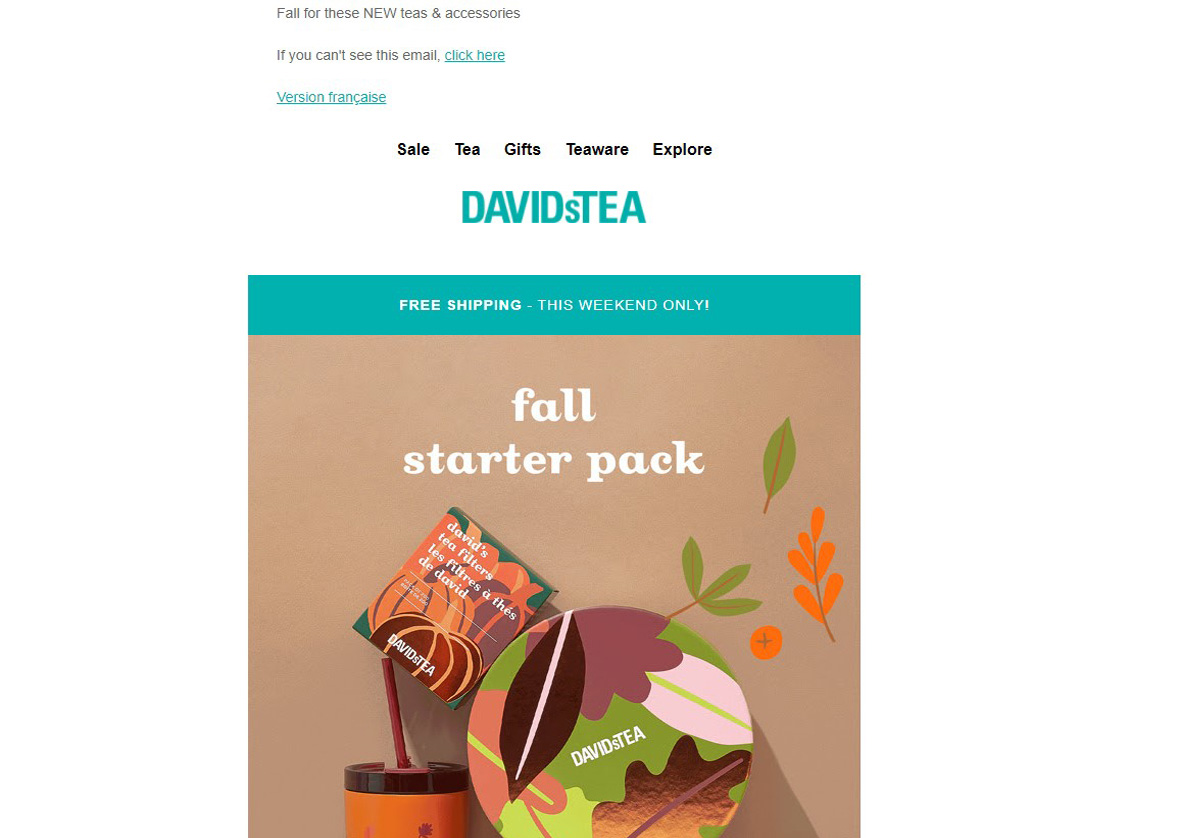 Fall for these NEW teas & accessories
If you can't see this email, click here
Version française
Sale Tea Gifts Teaware Explore
DAVIDsTEA
FREE SHIPPING - THIS WEEKEND ONLY!
fall
starter pack
david's
tea filters
les filtres à thés
de david
DAVIDsTEA
DAVIDsTEA